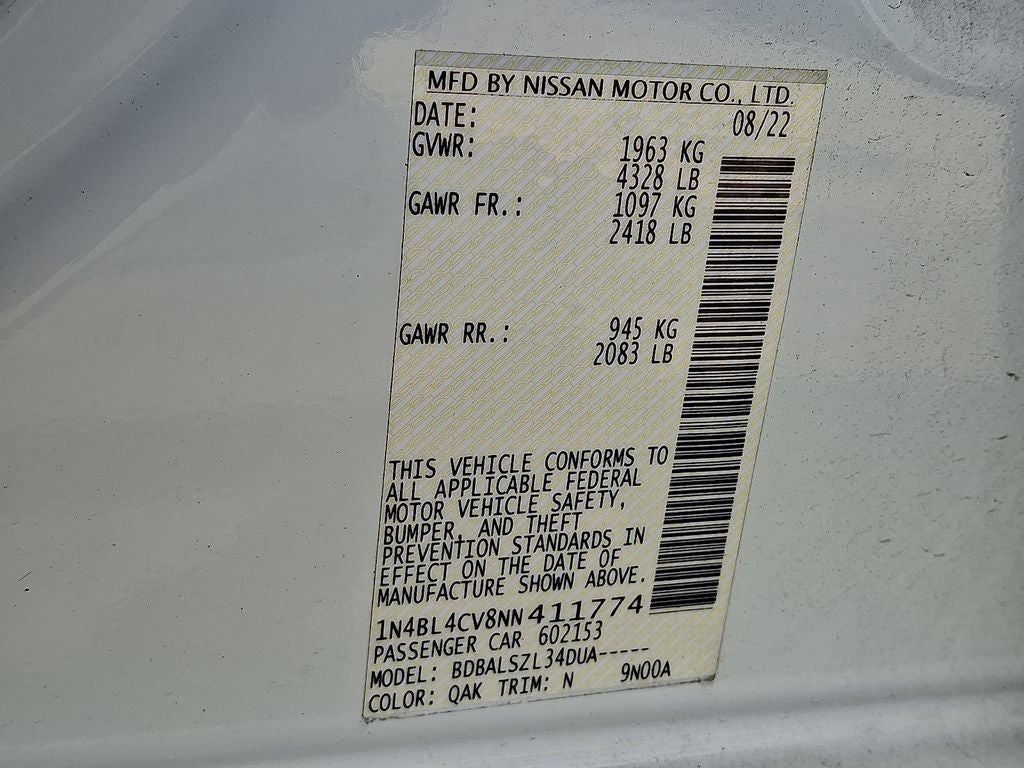 MFD BY NISSAN MOTOR CO., LTD.
DATE: 08/22
GVWR: 1963 KG
4328 LB
GAWR FR.: 1097 KG
2418 LB
GAWR RR.: 945 KG
2083 LB
THIS VEHICLE CONFORMS TO
ALL APPLICABLE FEDERAL
MOTOR VEHICLE SAFETY,
BUMPER, AND THEFT
PREVENTION STANDARDS IN
EFFECT ON THE DATE OF
MANUFACTURE SHOWN ABOVE.
1N4BL4CV8NN411774
PASSENGER CAR 602153
MODEL: BDBALSZL34DUA-----
COLOR: QAK TRIM: N 9N00A